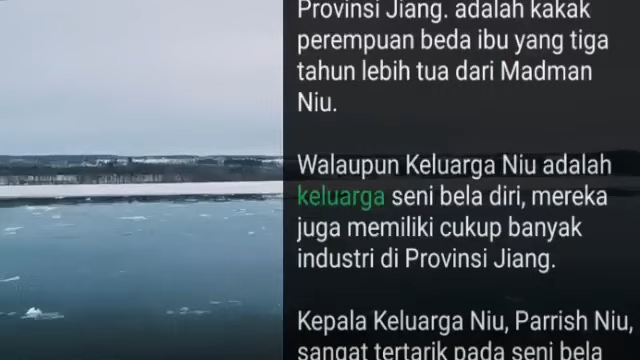 Provinsi Jiang. adalah kakak
perempuan beda ibu yang tiga
tahun lebih tua dari Madman
Niu.
Walaupun Keluarga Niu adalah
keluarga seni bela diri, mereka
juga memiliki cukup banyak
industri di Provinsi Jiang.
Kepala Keluarga Niu, Parrish Niu,
sangat tertarik pada seni bela